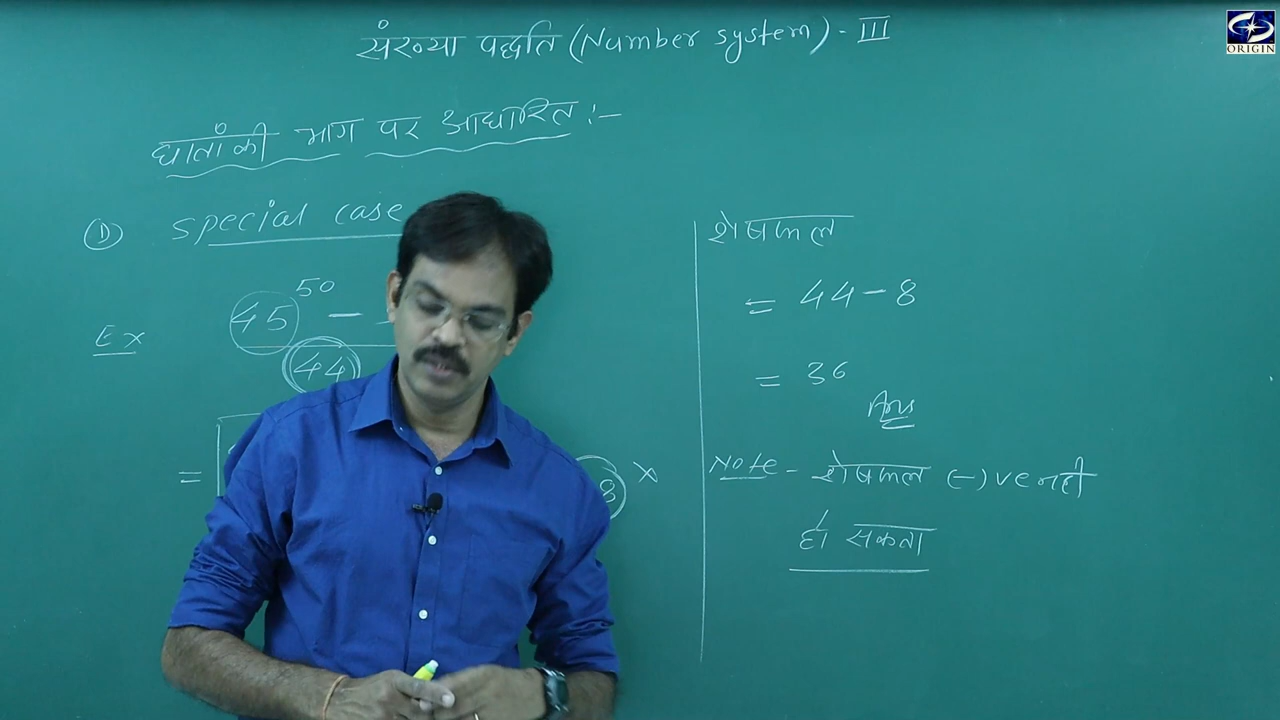 संख्या पद्धति (Number system) - III
ORIGIN
घातांकी भाग पर आधारित :-
① special case
Ex 45^50 -
44
=
8 x
शेषफल
= 44 - 8
= 36
Ans
Note - शेषफल (-)ve नही
हो सकता